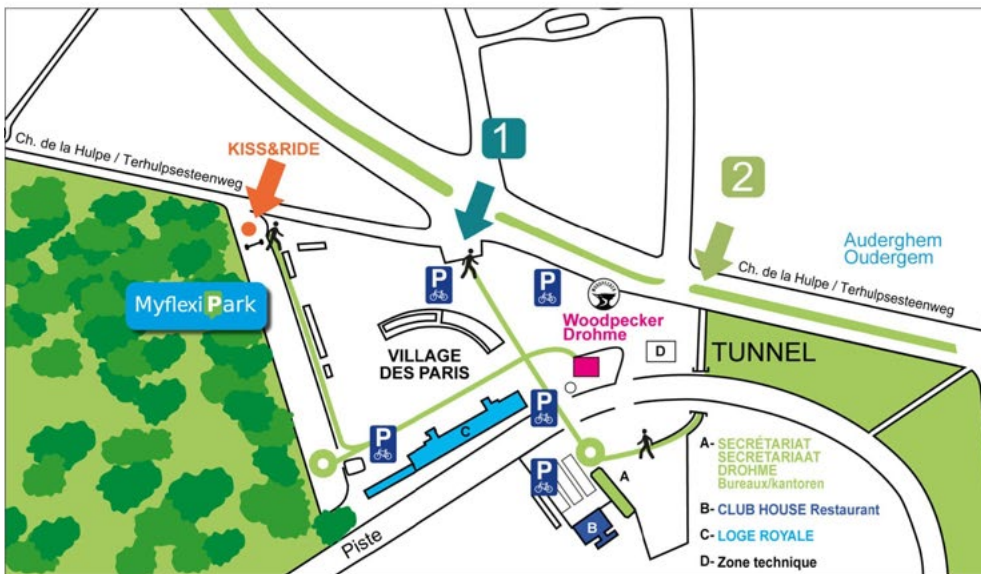 1
2
KISS&RIDE
Ch. de la Hulpe / Terhulpsesteenweg
Auderghem
Oudergem
Ch. de la Hulpe / Terhulpsesteenweg
MyflexiPark
P
P
WOODPECKER
Woodpecker
Drohme
VILLAGE
DES PARIS
D
TUNNEL
P
P
C
P
A
B
Piste
A- SECRÉTARIAT
SECRETARIAAT
DROHME
Bureaux/kantoren
B- CLUB HOUSE Restaurant
C- LOGE ROYALE
D- Zone technique